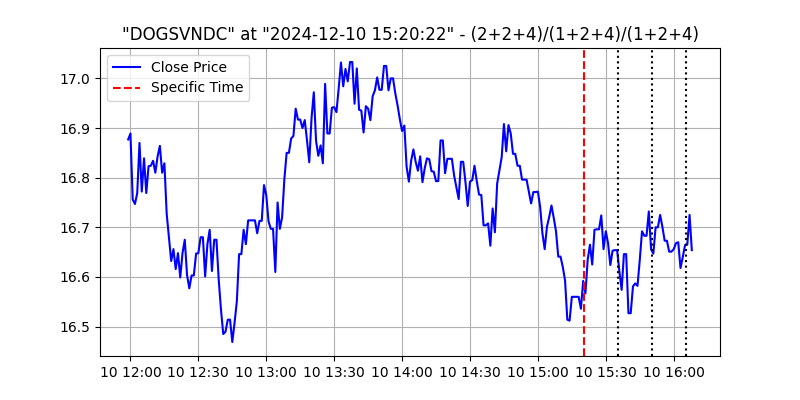 "DOGSVNDC" at "2024-12-10 15:20:22" - (2+2+4)/(1+2+4)/(1+2+4)
Close Price
Specific Time
17.0
16.9
16.8
16.7
16.6
16.5
10 12:00 10 12:30 10 13:00 10 13:30 10 14:00 10 14:30 10 15:00 10 15:30 10 16:00